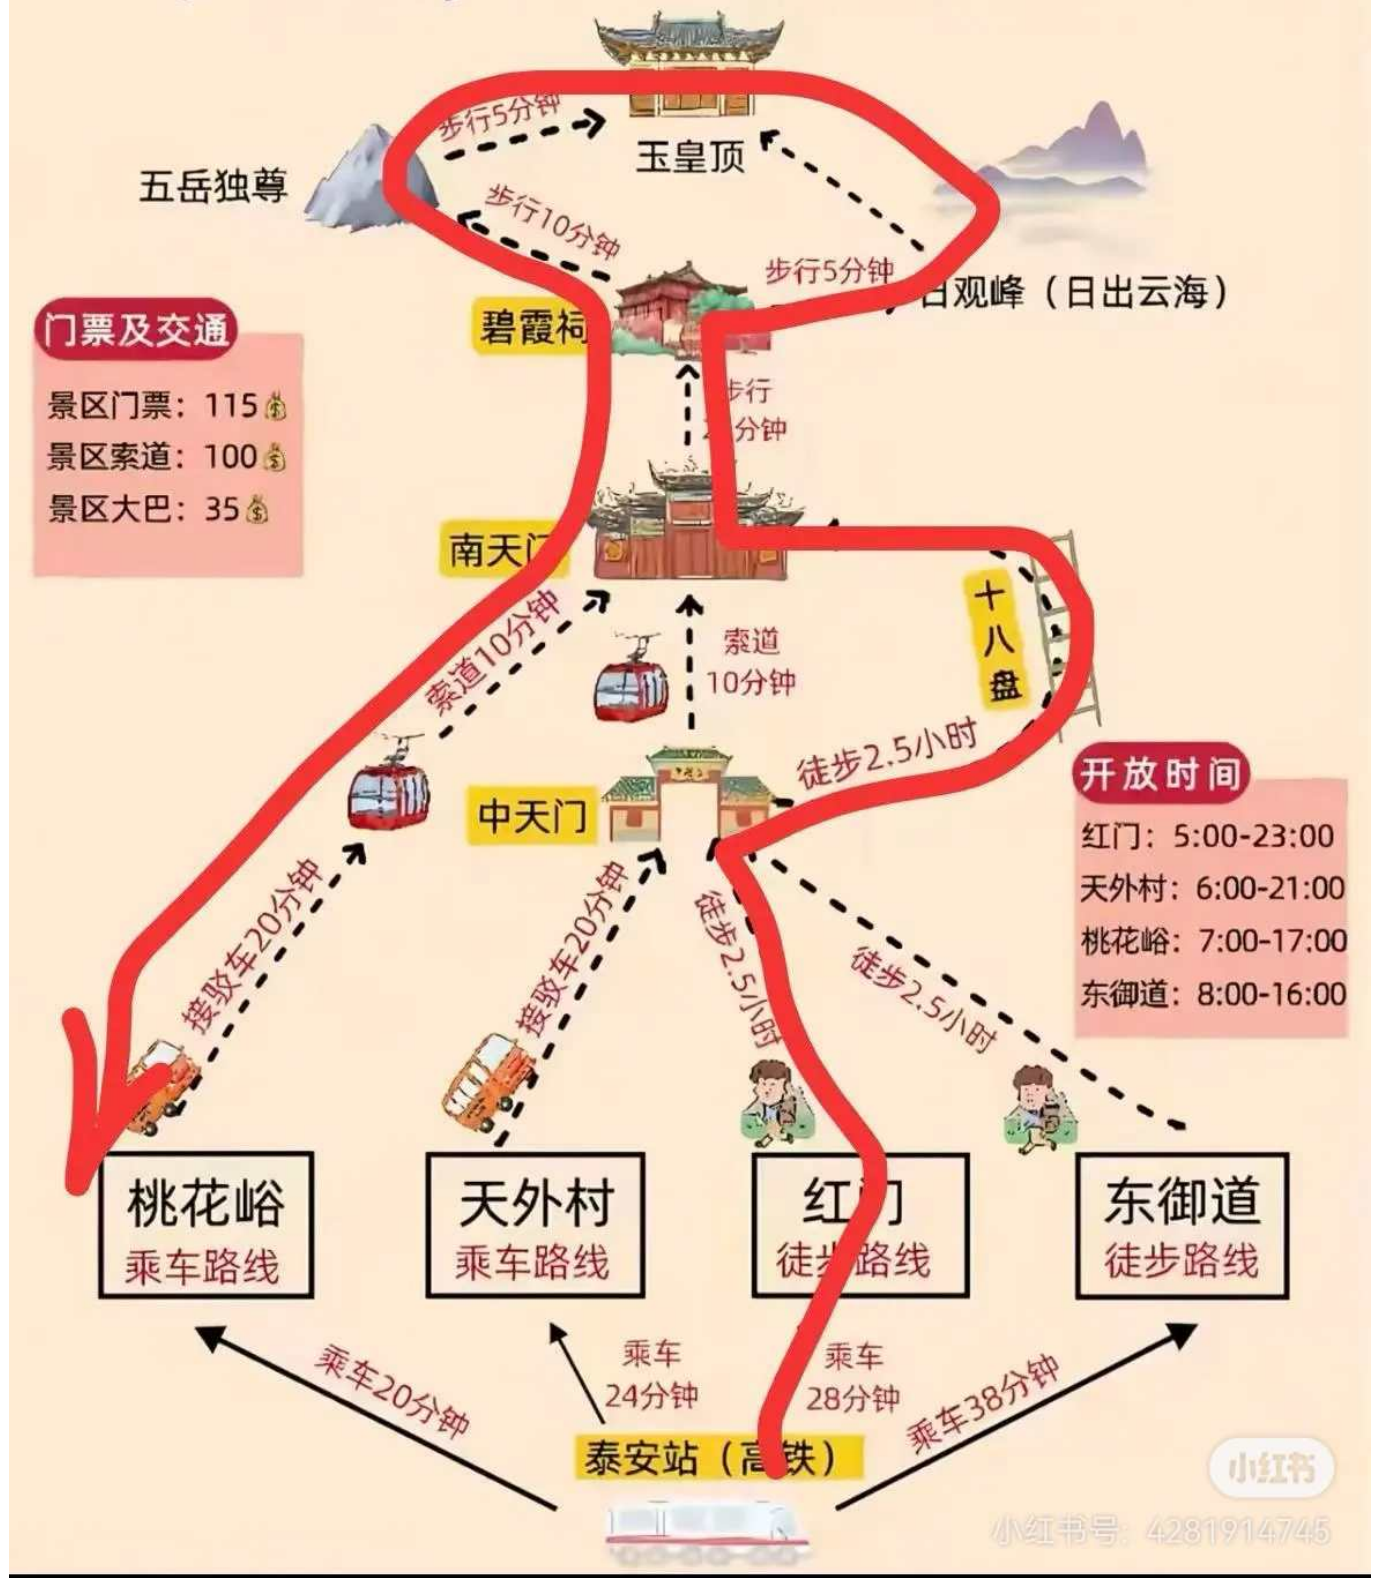 步行5分钟
玉皇顶
五岳独尊
步行10分钟
步行5分钟
日观峰（日出云海）
碧霞祠
门票及交通
景区门票：115
景区索道：100
景区大巴：35
步行
分钟
南天门
十八盘
索道10分钟
索道
10分钟
徒步2.5小时
中天门
开放时间
红门：5:00-23:00
天外村：6:00-21:00
桃花峪：7:00-17:00
东御道：8:00-16:00
接驳车20分钟
接驳车20分钟
徒步2.5小时
徒步2.5小时
桃花峪
乘车路线
天外村
乘车路线
红门
徒步路线
东御道
徒步路线
乘车20分钟
乘车
24分钟
乘车
28分钟
乘车38分钟
泰安站（高铁）
小红书
小红书号：4281914745